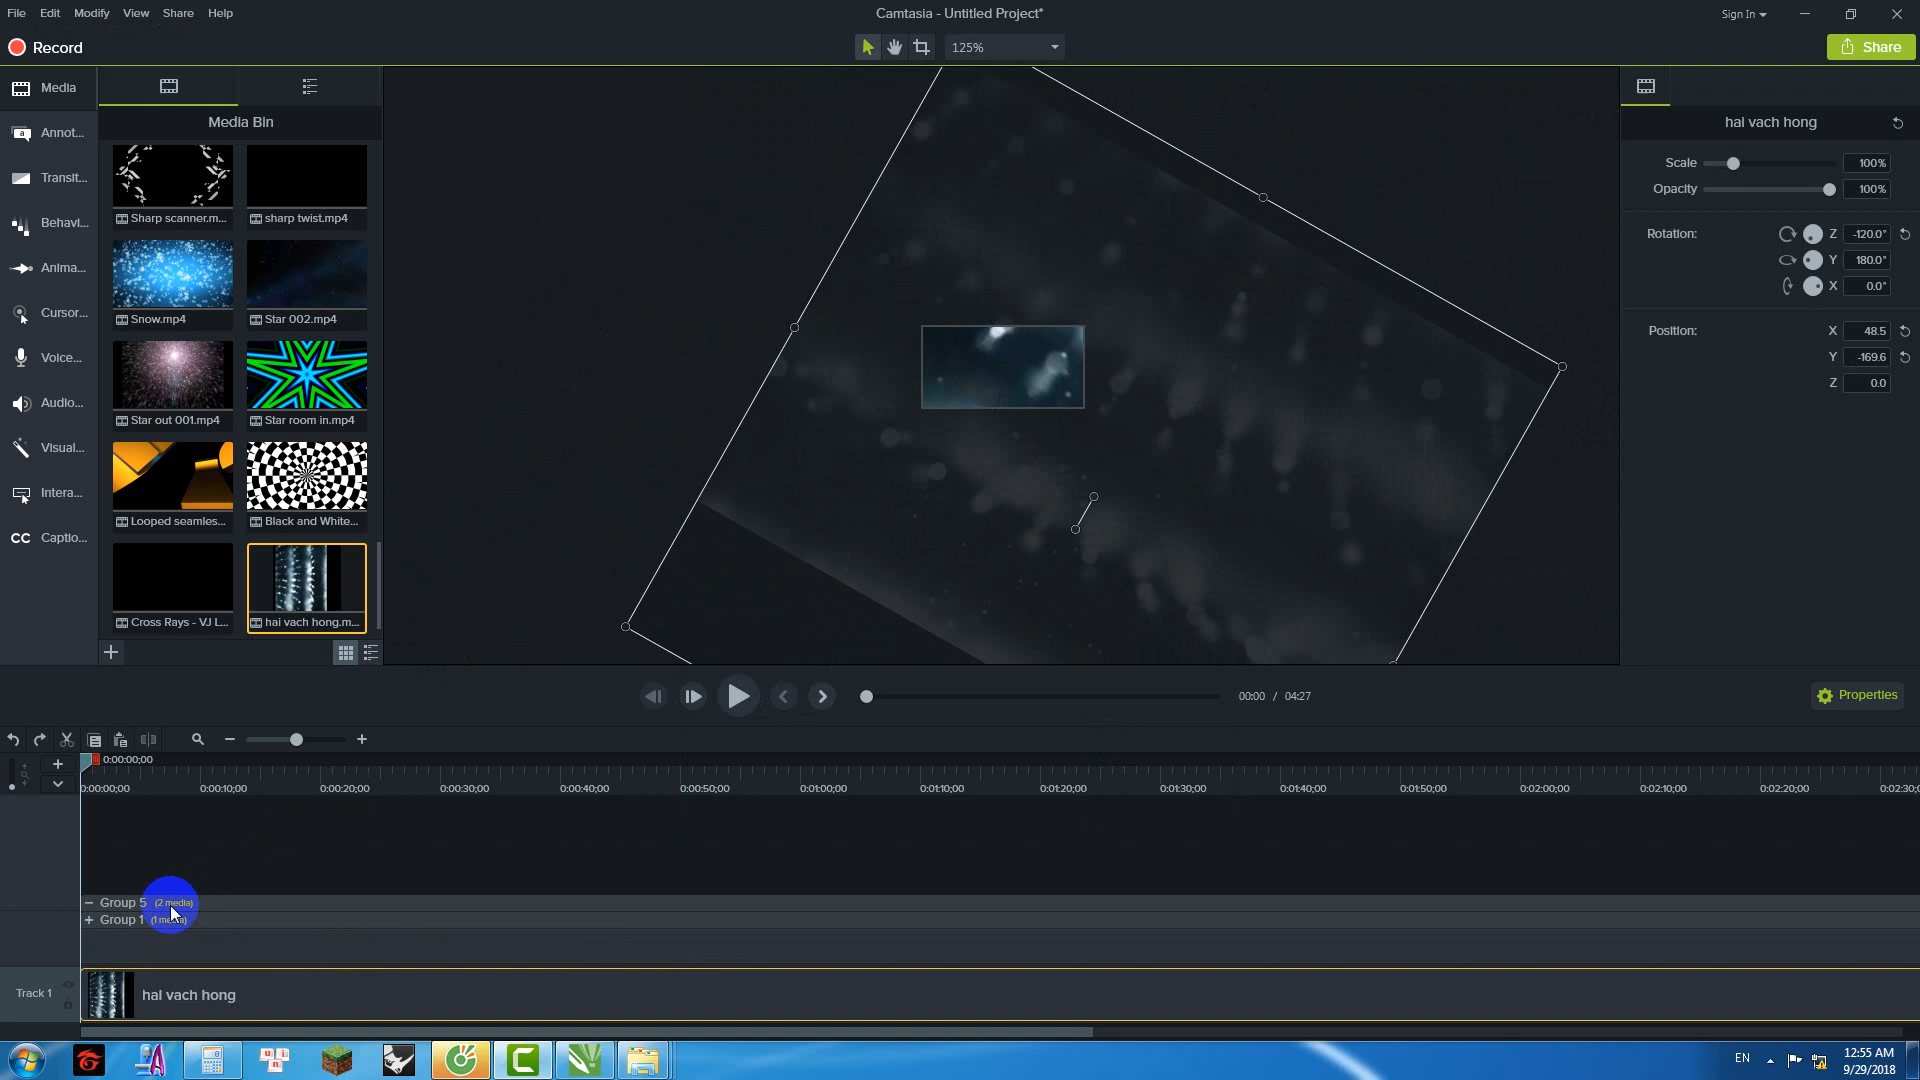 File Edit Modify View Share Help
Camtasia - Untitled Project*
Sign In
Record
125%
Share
Media
Annot...
Transit...
Behavi...
Anima...
Cursor...
Voice...
Audio...
Visual...
Intera...
CC Captio...
Media Bin
Sharp scanner.m... sharp twist.mp4
Snow.mp4 Star 002.mp4
Star out 001.mp4 Star room in.mp4
Looped seamles... Black and White...
Cross Rays - VJ L... hai vach hong.m...
hai vach hong
Scale 100%
Opacity 100%
Rotation: Z -120.0°
Y 180.0°
X 0.0°
Position: X 48.5
Y -169.6
Z 0.0
00:00 / 04:27
Properties
0:00:00;00
0:00:00;00 0:00:10;00 0:00:20;00 0:00:30;00 0:00:40;00 0:00:50;00 0:01:00;00 0:01:10;00 0:01:20;00 0:01:30;00 0:01:40;00 0:01:50;00 0:02:00;00 0:02:10;00 0:02:20;00 0:02:30;0
Group 5 (2 media)
Group 1
Track 1
hai vach hong
EN
12:55 AM
9/29/2018